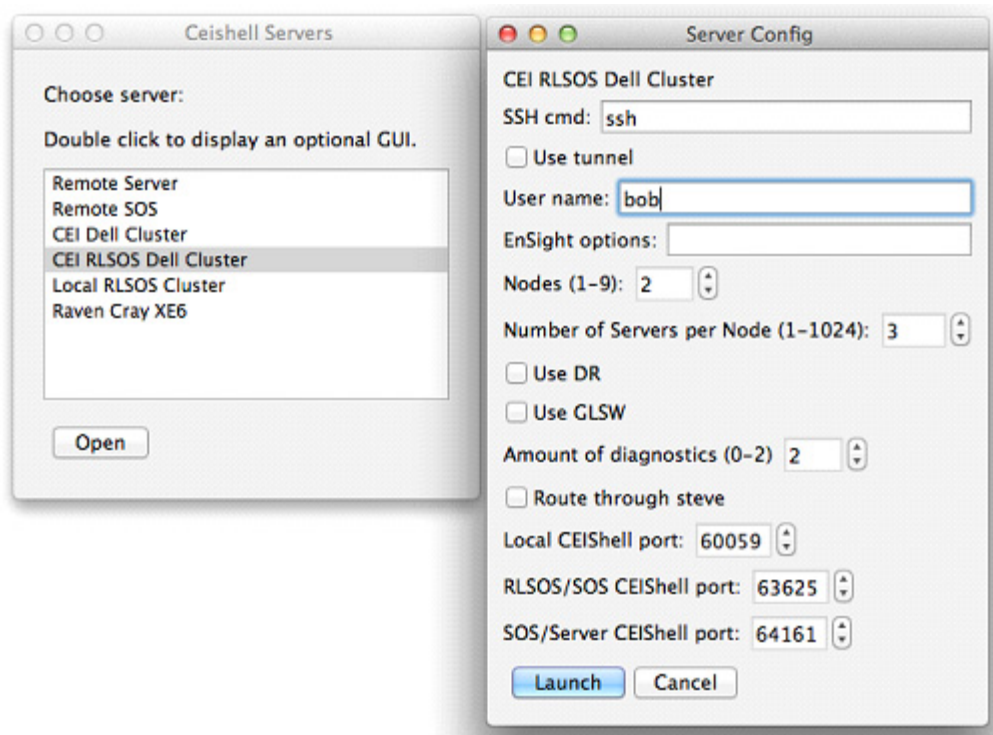 Ceishell Servers
Choose server:
Double click to display an optional GUI.
Remote Server
Remote SOS
CEI Dell Cluster
CEI RLSOS Dell Cluster
Local RLSOS Cluster
Raven Cray XE6
Open
Server Config
CEI RLSOS Dell Cluster
SSH cmd: ssh
Use tunnel
User name: bob
EnSight options:
Nodes (1-9): 2
Number of Servers per Node (1-1024): 3
Use DR
Use GLSW
Amount of diagnostics (0-2) 2
Route through steve
Local CEIShell port: 60059
RLSOS/SOS CEIShell port: 63625
SOS/Server CEIShell port: 64161
Launch Cancel